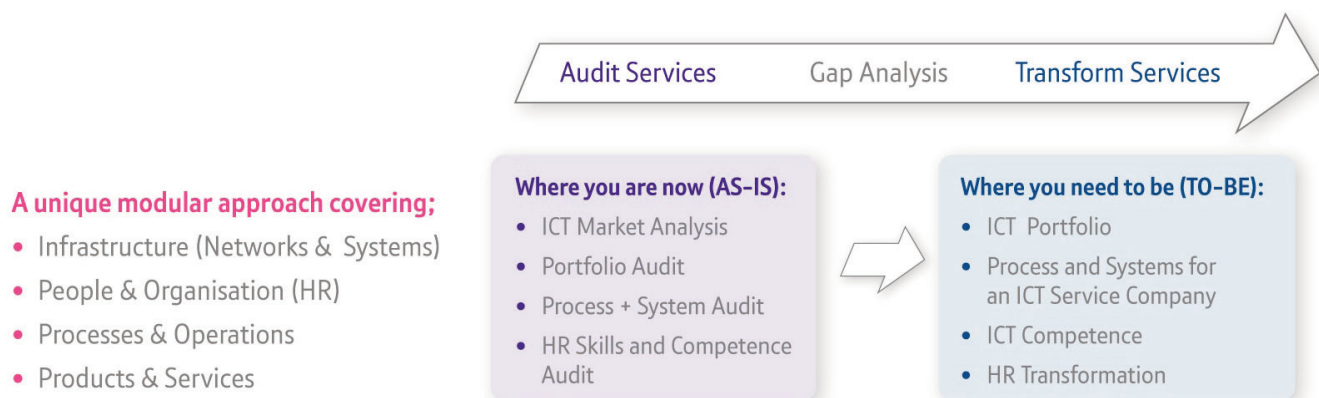 Audit Services Gap Analysis Transform Services
A unique modular approach covering;
• Infrastructure (Networks & Systems)
• People & Organisation (HR)
• Processes & Operations
• Products & Services
Where you are now (AS-IS):
• ICT Market Analysis
• Portfolio Audit
• Process + System Audit
• HR Skills and Competence
Audit
Where you need to be (TO-BE):
• ICT Portfolio
• Process and Systems for
an ICT Service Company
• ICT Competence
• HR Transformation